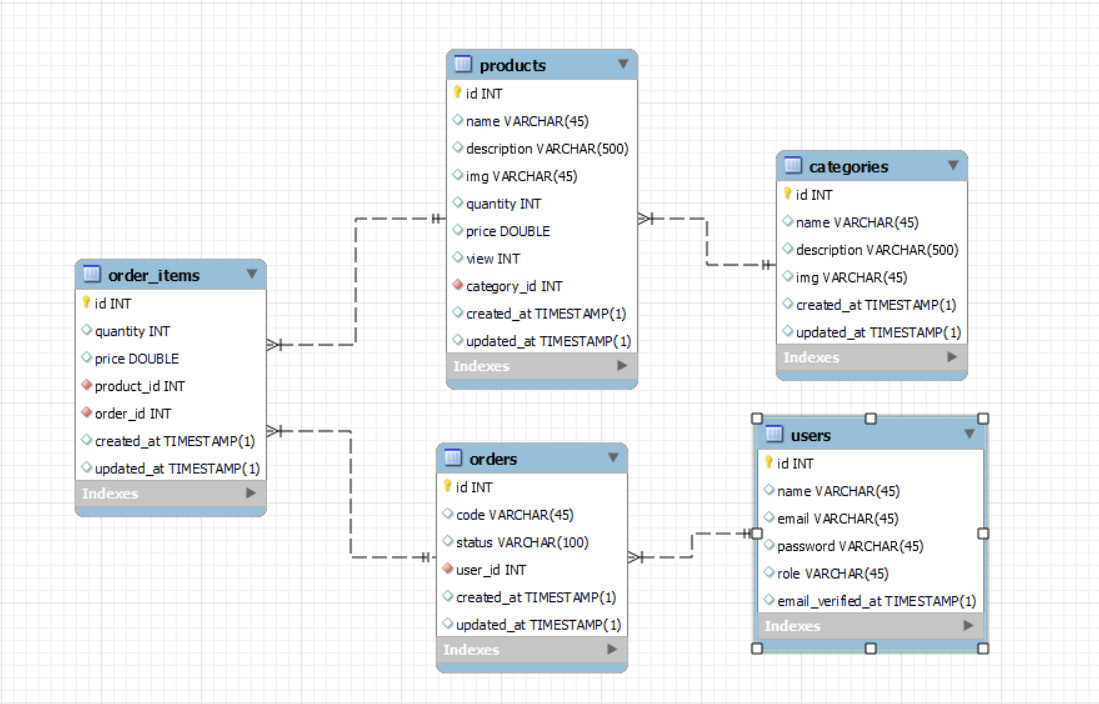 products
id INT
name VARCHAR(45)
description VARCHAR(500)
img VARCHAR(45)
quantity INT
price DOUBLE
view INT
category_id INT
created_at TIMESTAMP(1)
updated_at TIMESTAMP(1)
Indexes
categories
id INT
name VARCHAR(45)
description VARCHAR(500)
img VARCHAR(45)
created_at TIMESTAMP(1)
updated_at TIMESTAMP(1)
Indexes
order_items
id INT
quantity INT
price DOUBLE
product_id INT
order_id INT
created_at TIMESTAMP(1)
updated_at TIMESTAMP(1)
Indexes
orders
id INT
code VARCHAR(45)
status VARCHAR(100)
user_id INT
created_at TIMESTAMP(1)
updated_at TIMESTAMP(1)
Indexes
users
id INT
name VARCHAR(45)
email VARCHAR(45)
password VARCHAR(45)
role VARCHAR(45)
email_verified_at TIMESTAMP(1)
Indexes